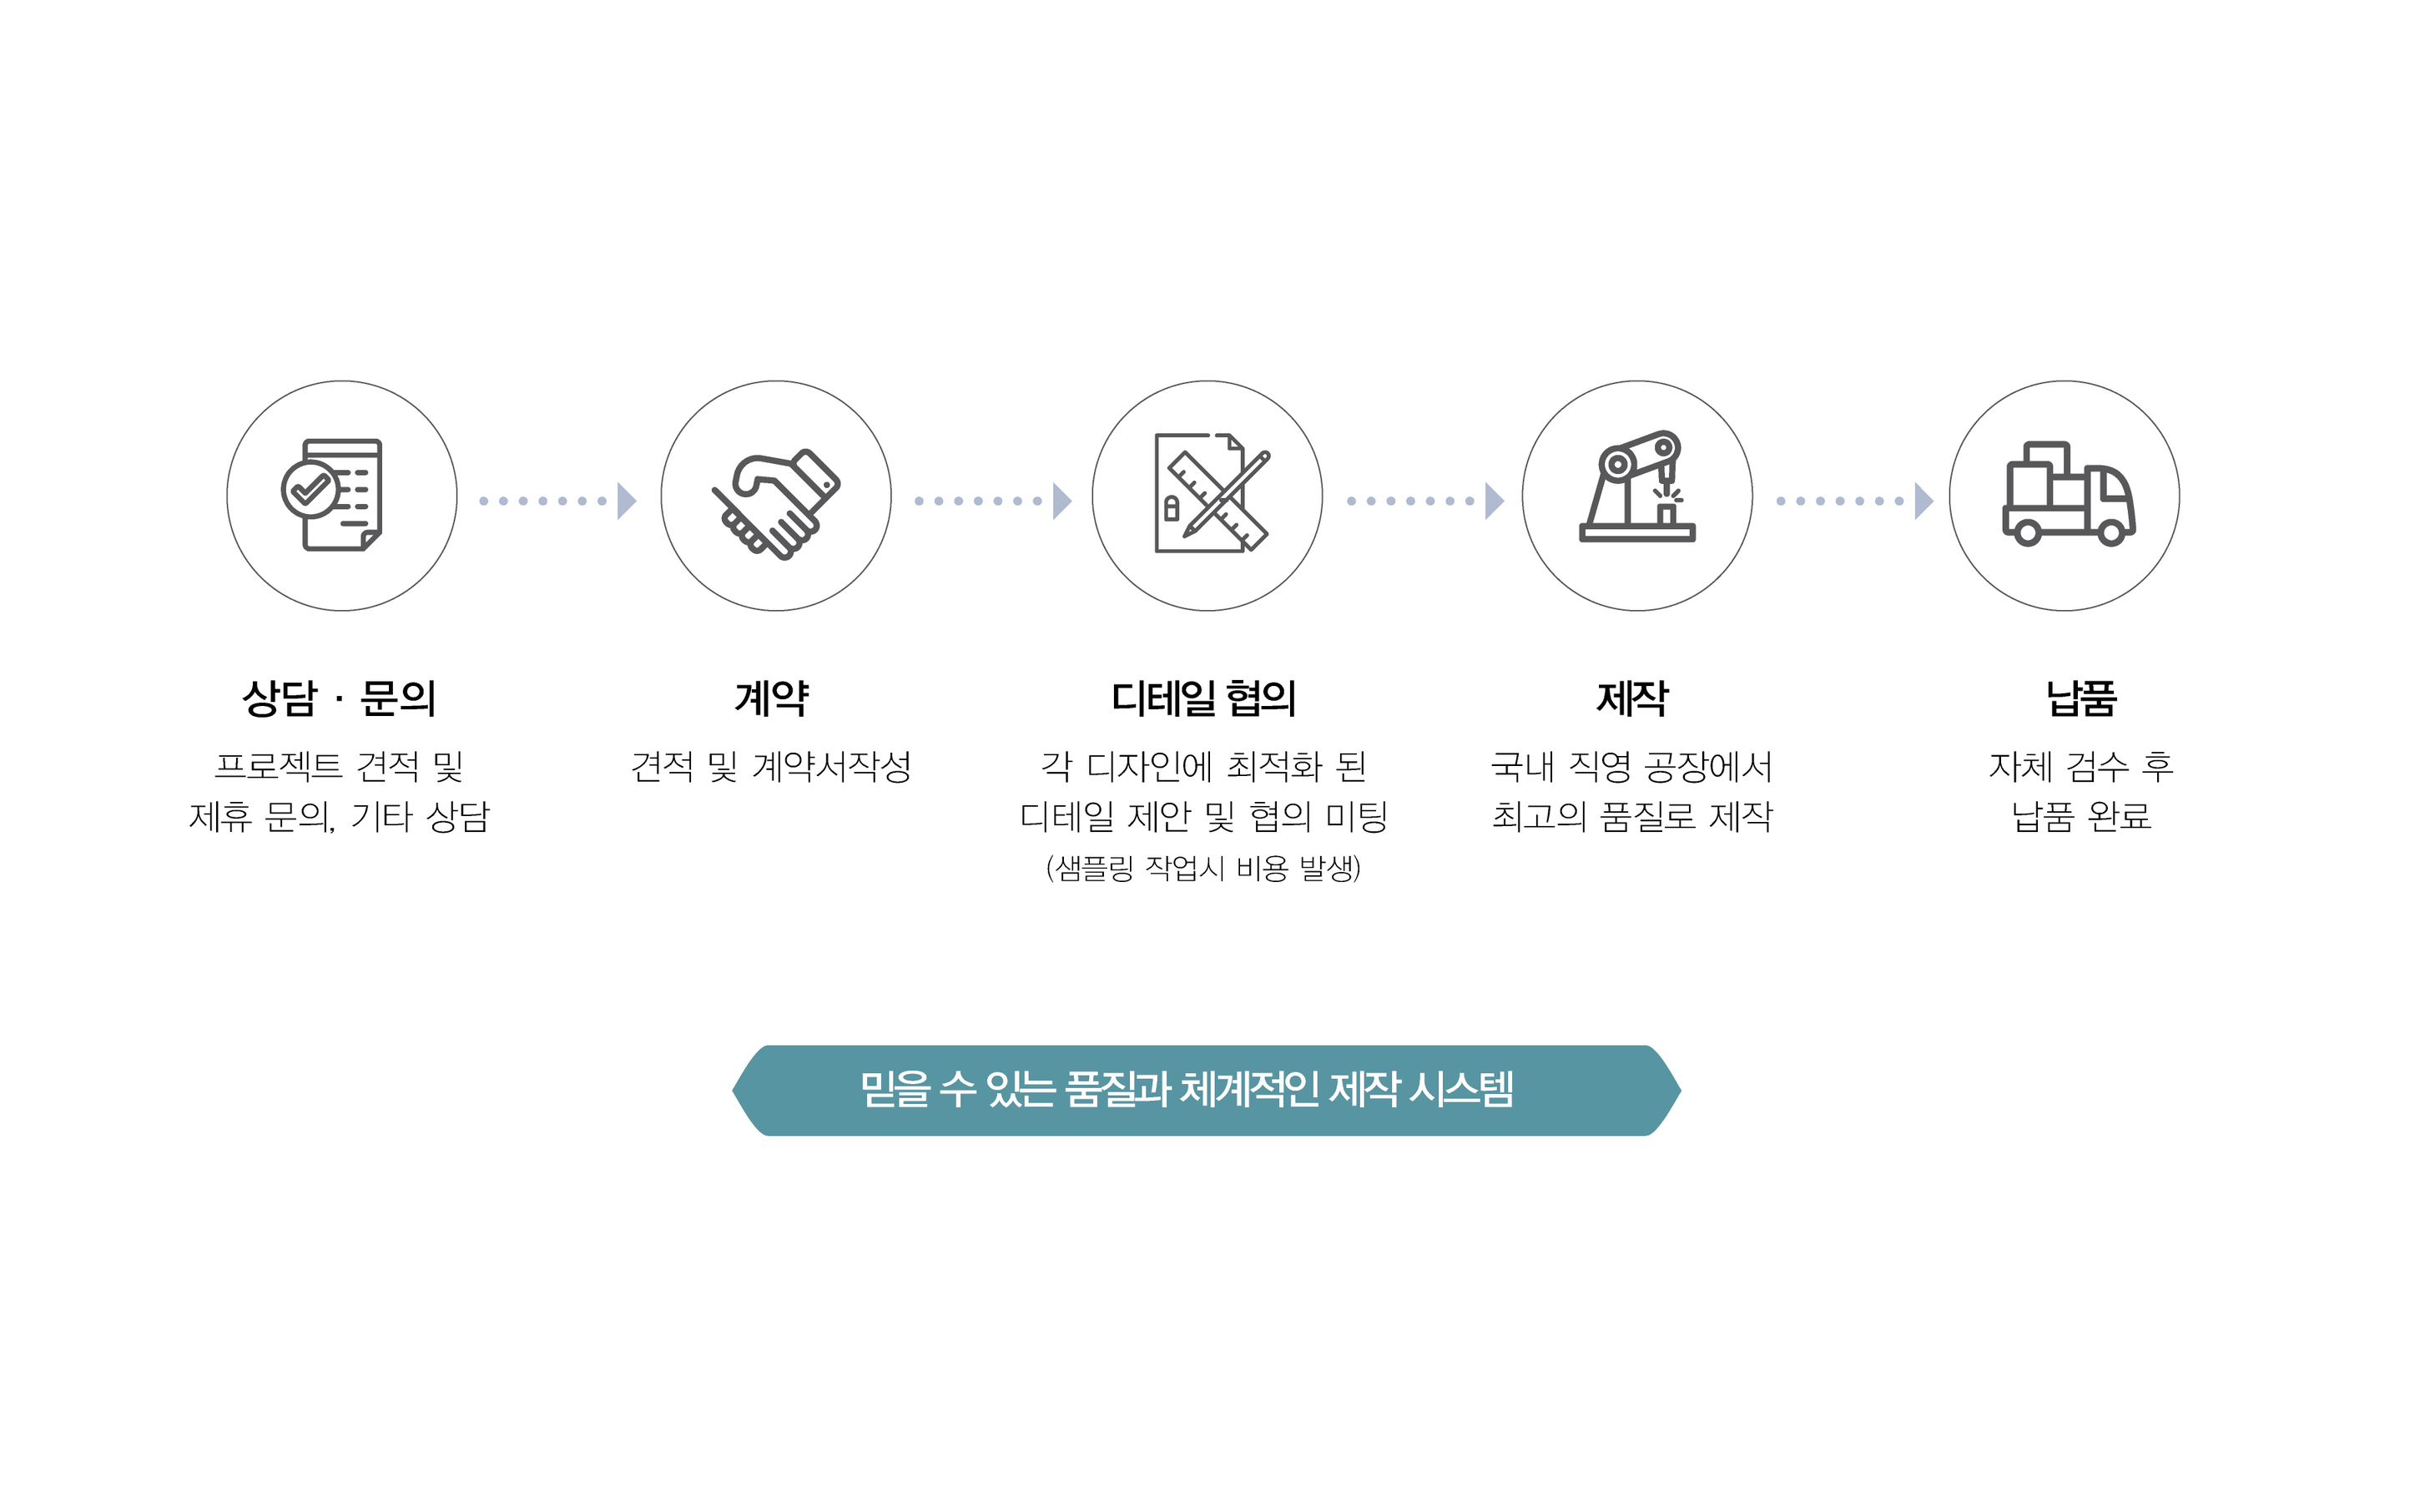 상담 · 문의
프로젝트 견적 및
제휴 문의, 기타 상담
계약
견적 및 계약서작성
디테일 협의
각 디자인에 최적화 된
디테일 제안 및 협의 미팅
(샘플링 작업시 비용 발생)
제작
국내 직영 공장에서
최고의 품질로 제작
납품
자체 검수 후
납품 완료
믿을 수 있는 품질과 체계적인 제작 시스템